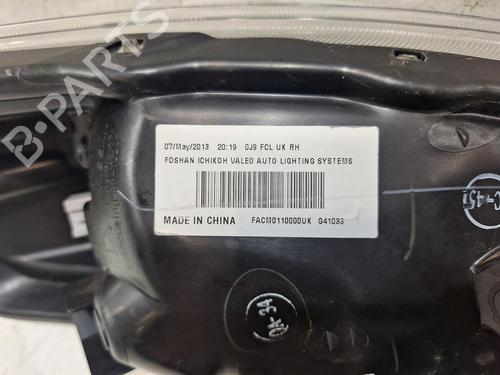 B-PARTS
07/May/2013 20:19 0J9 FCL UK RH
FOSHAN ICHIKOH VALEO AUTO LIGHTING SYSTEMS
MADE IN CHINA FACM0110000UK G41033